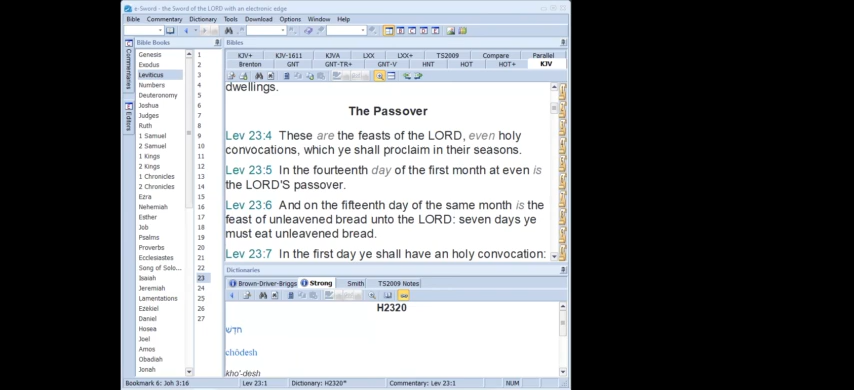 e-Sword - the Sword of the LORD with an electronic edge
Bible Commentary Dictionary Tools Download Options Window Help
Bible Books
Bibles
Commentaries
Editors
Genesis 1
Exodus 2
Leviticus 3
Numbers 4
Deuteronomy 5
Joshua 6
Judges 7
Ruth 8
1 Samuel 9
2 Samuel 10
1 Kings 11
2 Kings 12
1 Chronicles 13
2 Chronicles 14
Ezra 15
Nehemiah 16
Esther 17
Job 18
Psalms 19
Proverbs 20
Ecclesiastes 21
Song of Solo... 22
Isaiah 23
Jeremiah 24
Lamentations 25
Ezekiel 26
Daniel 27
Hosea
Joel
Amos
Obadiah
Jonah
KJV+ KJV-1611 KJVA LXX LXX+ TS2009 Compare Parallel
Brenton GNT GNT-TR+ GNT-V HNT HOT HOT+ KJV
dwellings.
The Passover
Lev 23:4 These are the feasts of the LORD, even holy
convocations, which ye shall proclaim in their seasons.
Lev 23:5 In the fourteenth day of the first month at even is
the LORD'S passover.
Lev 23:6 And on the fifteenth day of the same month is the
feast of unleavened bread unto the LORD: seven days ye
must eat unleavened bread.
Lev 23:7 In the first day ye shall have an holy convocation:
Dictionaries
Brown-Driver-Briggs Strong Smith TS2009 Notes
H2320
חדשׁ
chôdesh
kho'-desh
Bookmark 6: Joh 3:16 Lev 23:1 Dictionary: H2320* Commentary: Lev 23:1 NUM